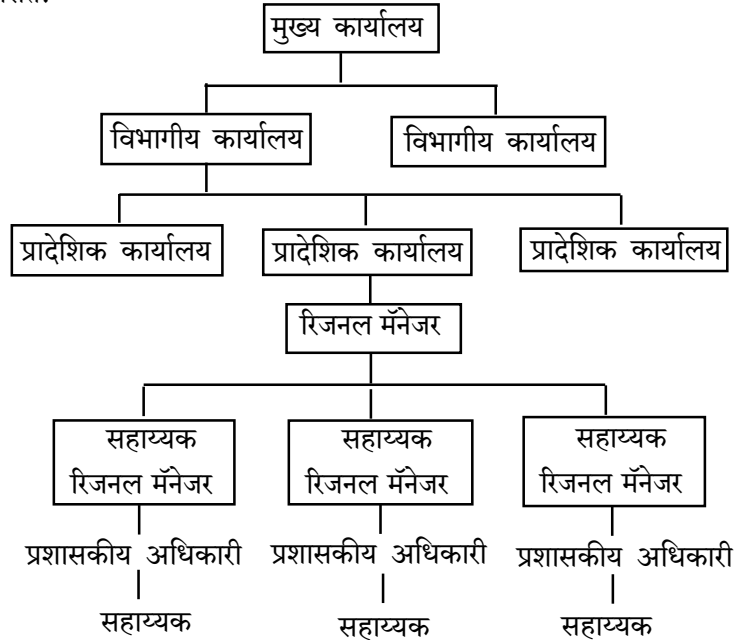 मुख्य कार्यालय
विभागीय कार्यालय
विभागीय कार्यालय
प्रादेशिक कार्यालय
प्रादेशिक कार्यालय
प्रादेशिक कार्यालय
रिजनल मॅनेजर
सहाय्यक
रिजनल मॅनेजर
सहाय्यक
रिजनल मॅनेजर
सहाय्यक
रिजनल मॅनेजर
प्रशासकीय अधिकारी
प्रशासकीय अधिकारी
प्रशासकीय अधिकारी
सहाय्यक
सहाय्यक
सहाय्यक